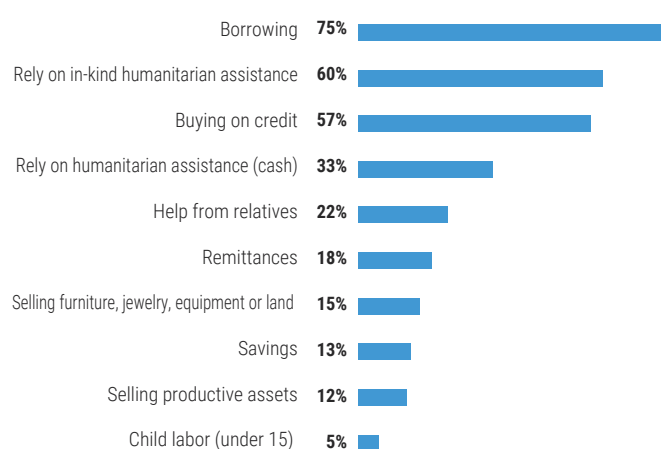 Borrowing 75%
Rely on in-kind humanitarian assistance 60%
Buying on credit 57%
Rely on humanitarian assistance (cash) 33%
Help from relatives 22%
Remittances 18%
Selling furniture, jewelry, equipment or land 15%
Savings 13%
Selling productive assets 12%
Child labor (under 15) 5%